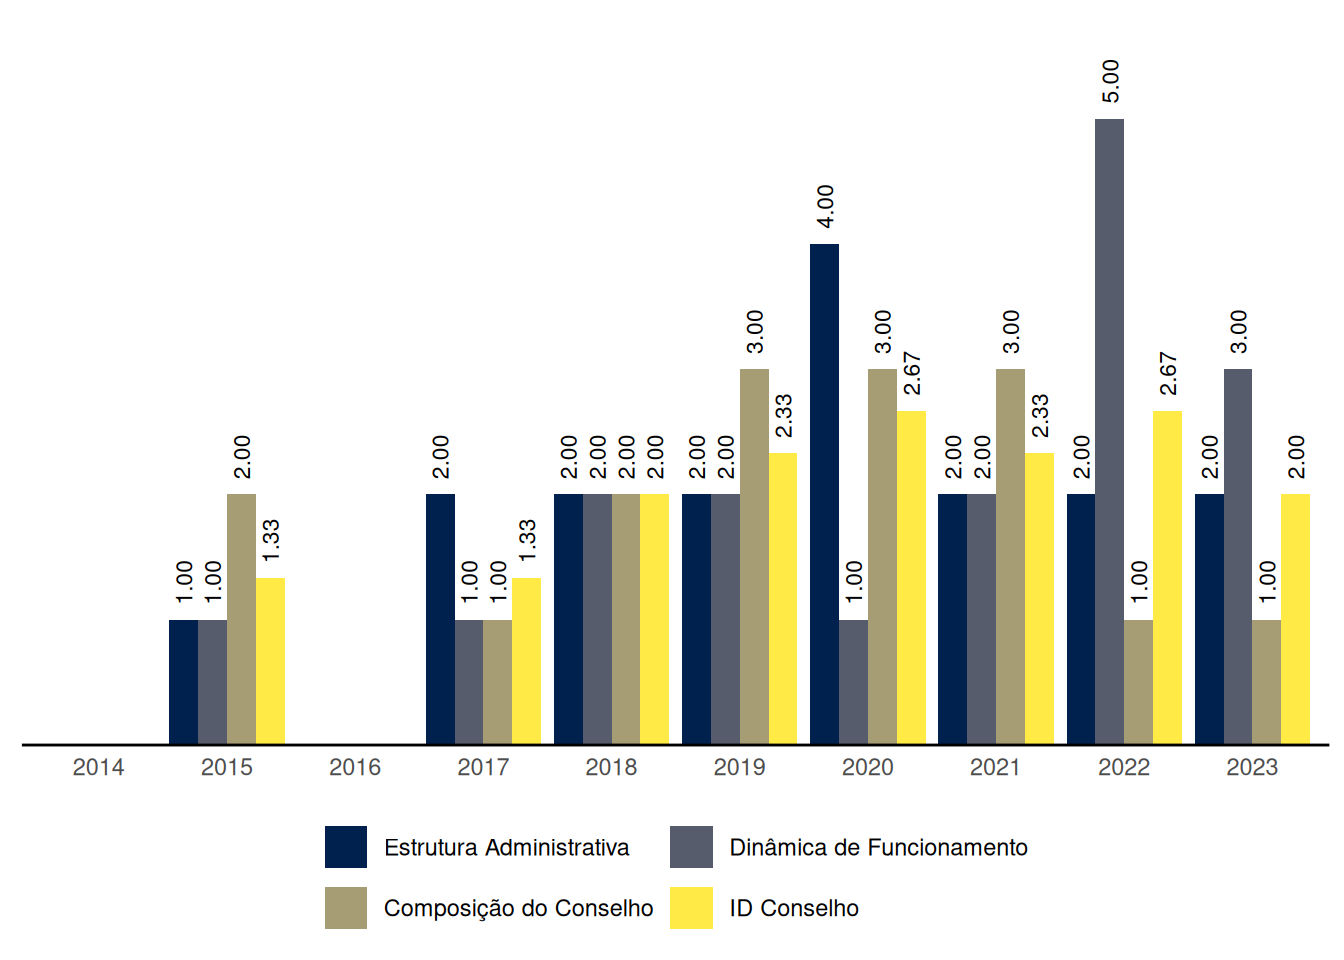 1.00 1.00 2.00 1.33
2.00 1.00 1.00 1.33
2.00 2.00 2.00 2.00
2.00 2.00 3.00 2.33
4.00 1.00 3.00 2.67
2.00 2.00 3.00 2.33
2.00 5.00 1.00 2.67
2.00 3.00 1.00 2.00
2014 2015 2016 2017 2018 2019 2020 2021 2022 2023
Estrutura Administrativa
Dinâmica de Funcionamento
Composição do Conselho
ID Conselho